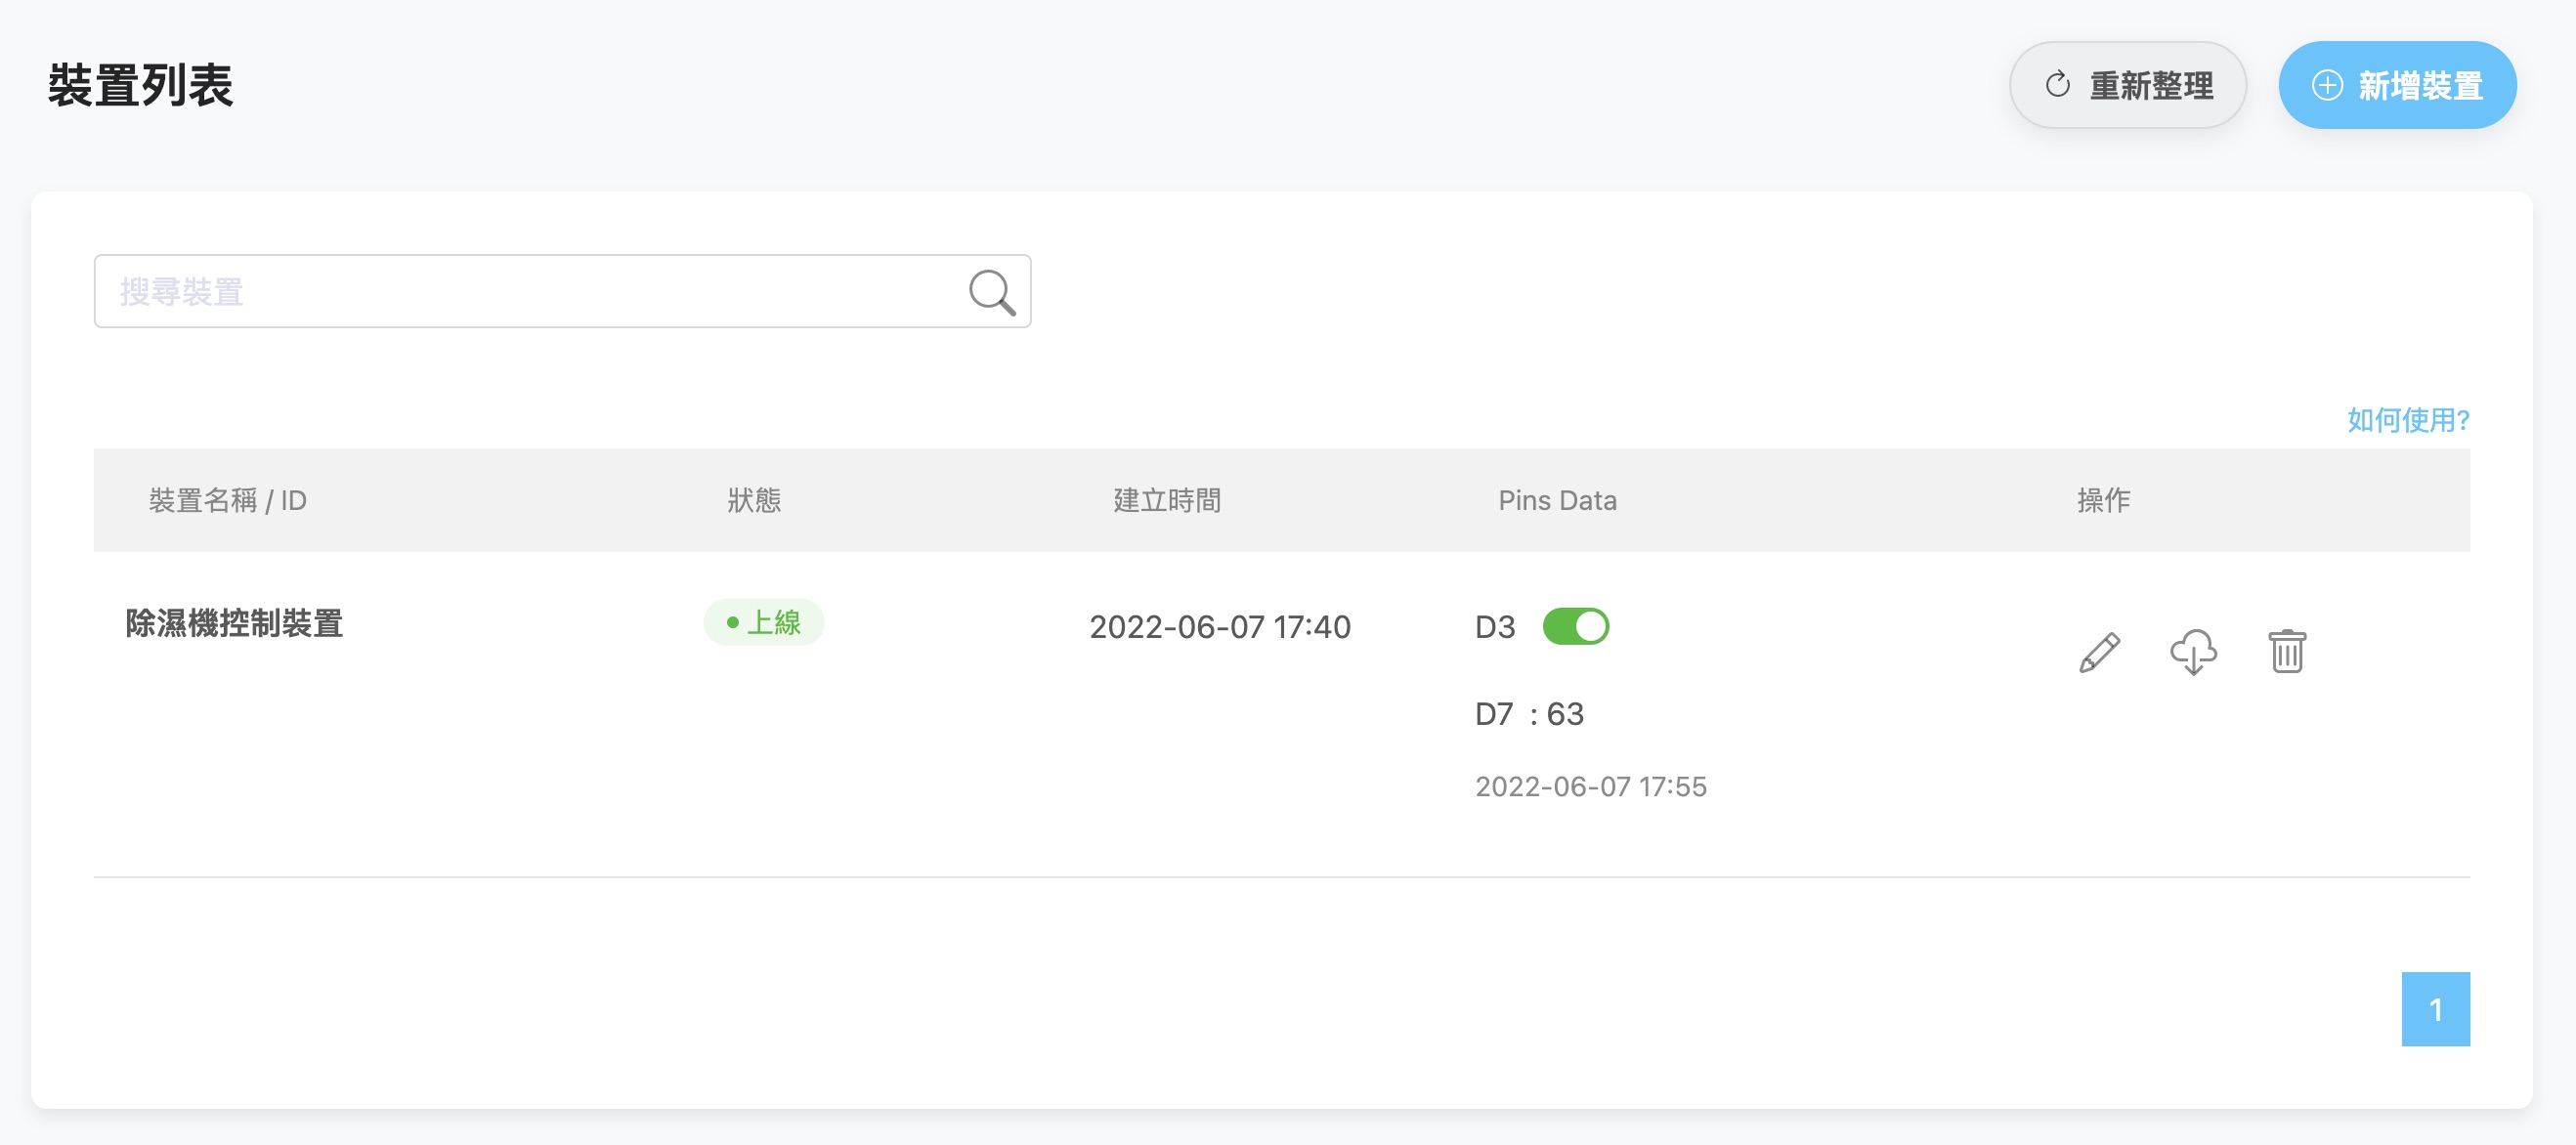 裝置列表
重新整理
新增裝置
搜尋裝置
如何使用?
裝置名稱 / ID 狀態 建立時間 Pins Data 操作
除濕機控制裝置 上線 2022-06-07 17:40 D3
D7 : 63
2022-06-07 17:55
1